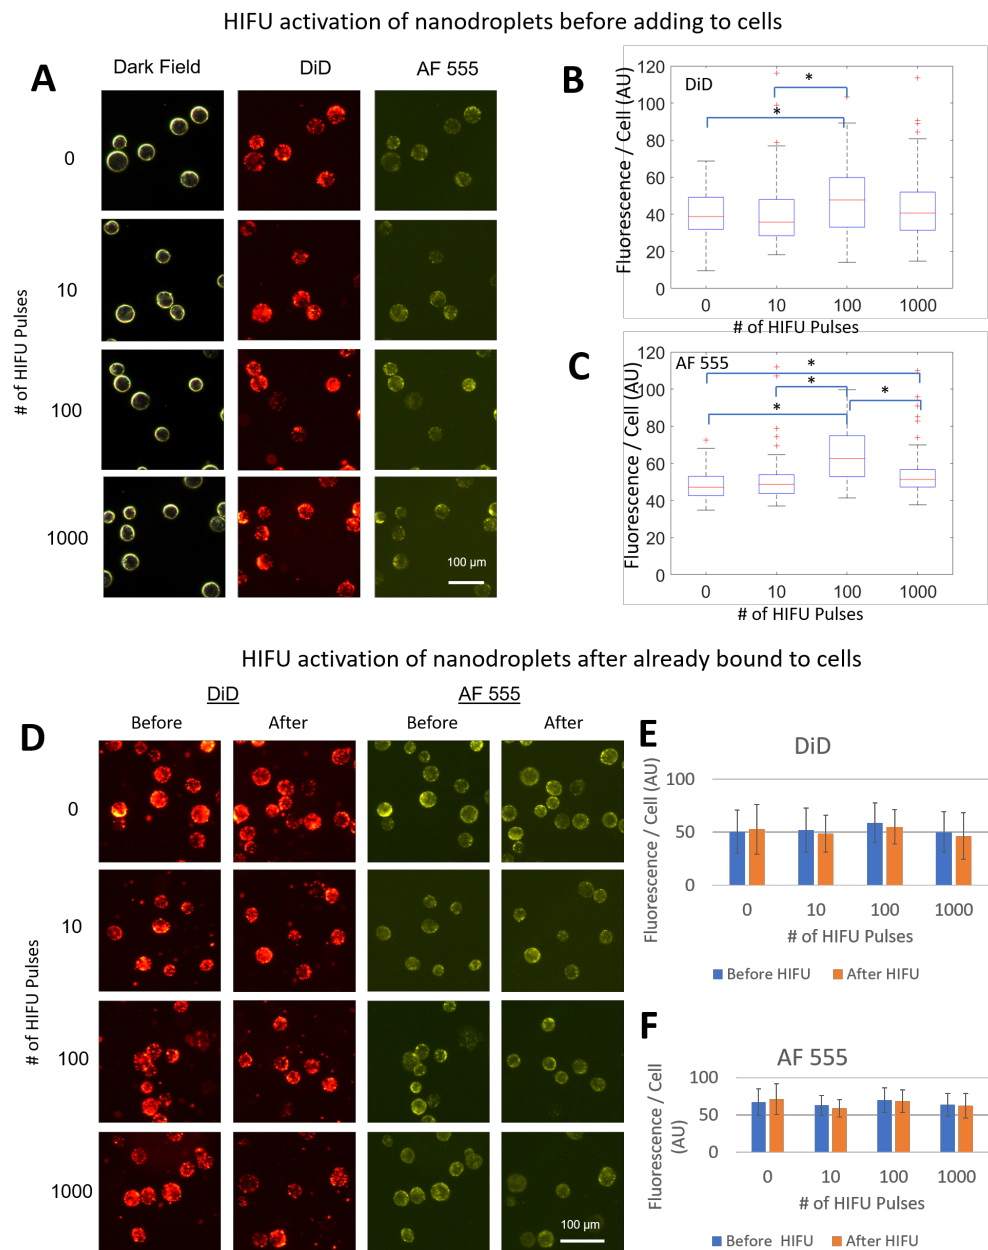 HIFU activation of nanodroplets before adding to cells
A
Dark Field
DiD
AF 555
# of HIFU Pulses
0
10
100
1000
100 µm
B
DiD
Fluorescence / Cell (AU)
120
100
80
60
40
20
0
*
*
0 10 100 1000
# of HIFU Pulses
C
AF 555
Fluorescence / Cell (AU)
120
100
80
60
40
20
0
*
*
*
*
0 10 100 1000
# of HIFU Pulses
HIFU activation of nanodroplets after already bound to cells
D
DiD
AF 555
Before
After
Before
After
# of HIFU Pulses
0
10
100
1000
100 µm
E
DiD
Fluorescence / Cell (AU)
100
50
0
0 10 100 1000
# of HIFU Pulses
Before HIFU
After HIFU
F
AF 555
Fluorescence / Cell
(AU)
100
50
0
0 10 100 1000
# of HIFU Pulses
Before HIFU
After HIFU